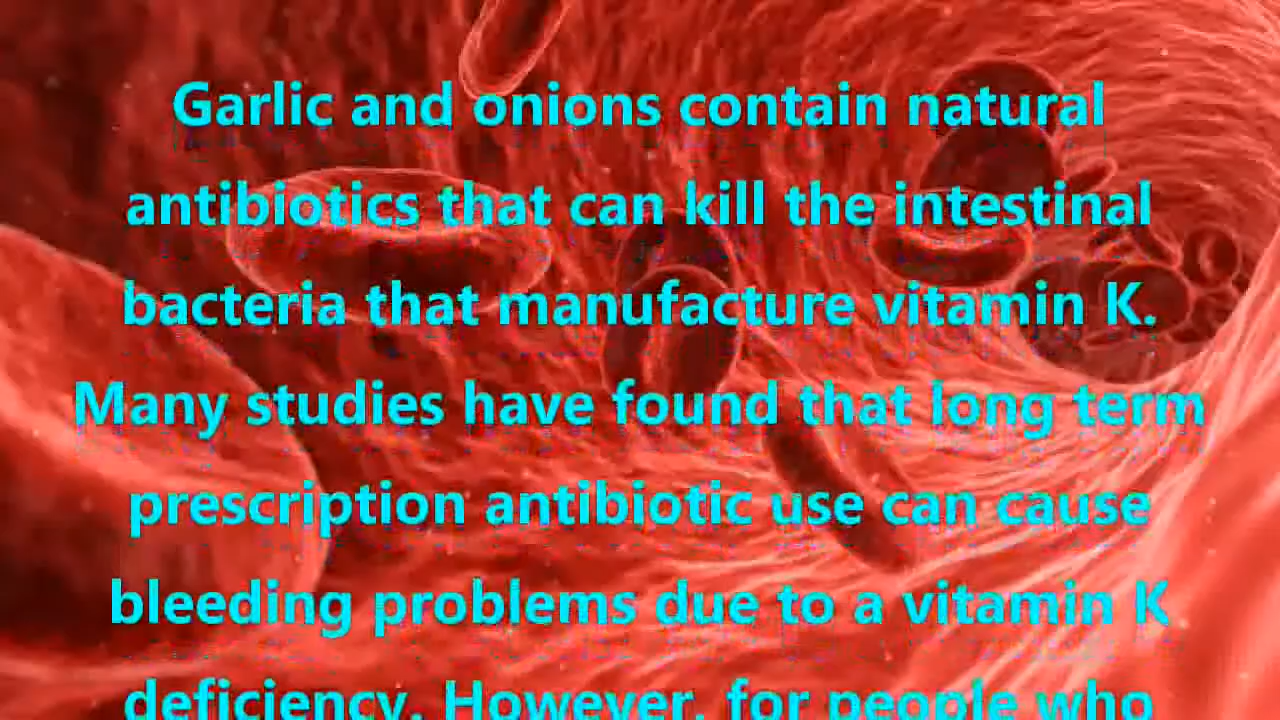 Garlic and onions contain natural
antibiotics that can kill the intestinal
bacteria that manufacture vitamin K.
Many studies have found that long term
prescription antibiotic use can cause
bleeding problems due to a vitamin K
deficiency. However, for people who